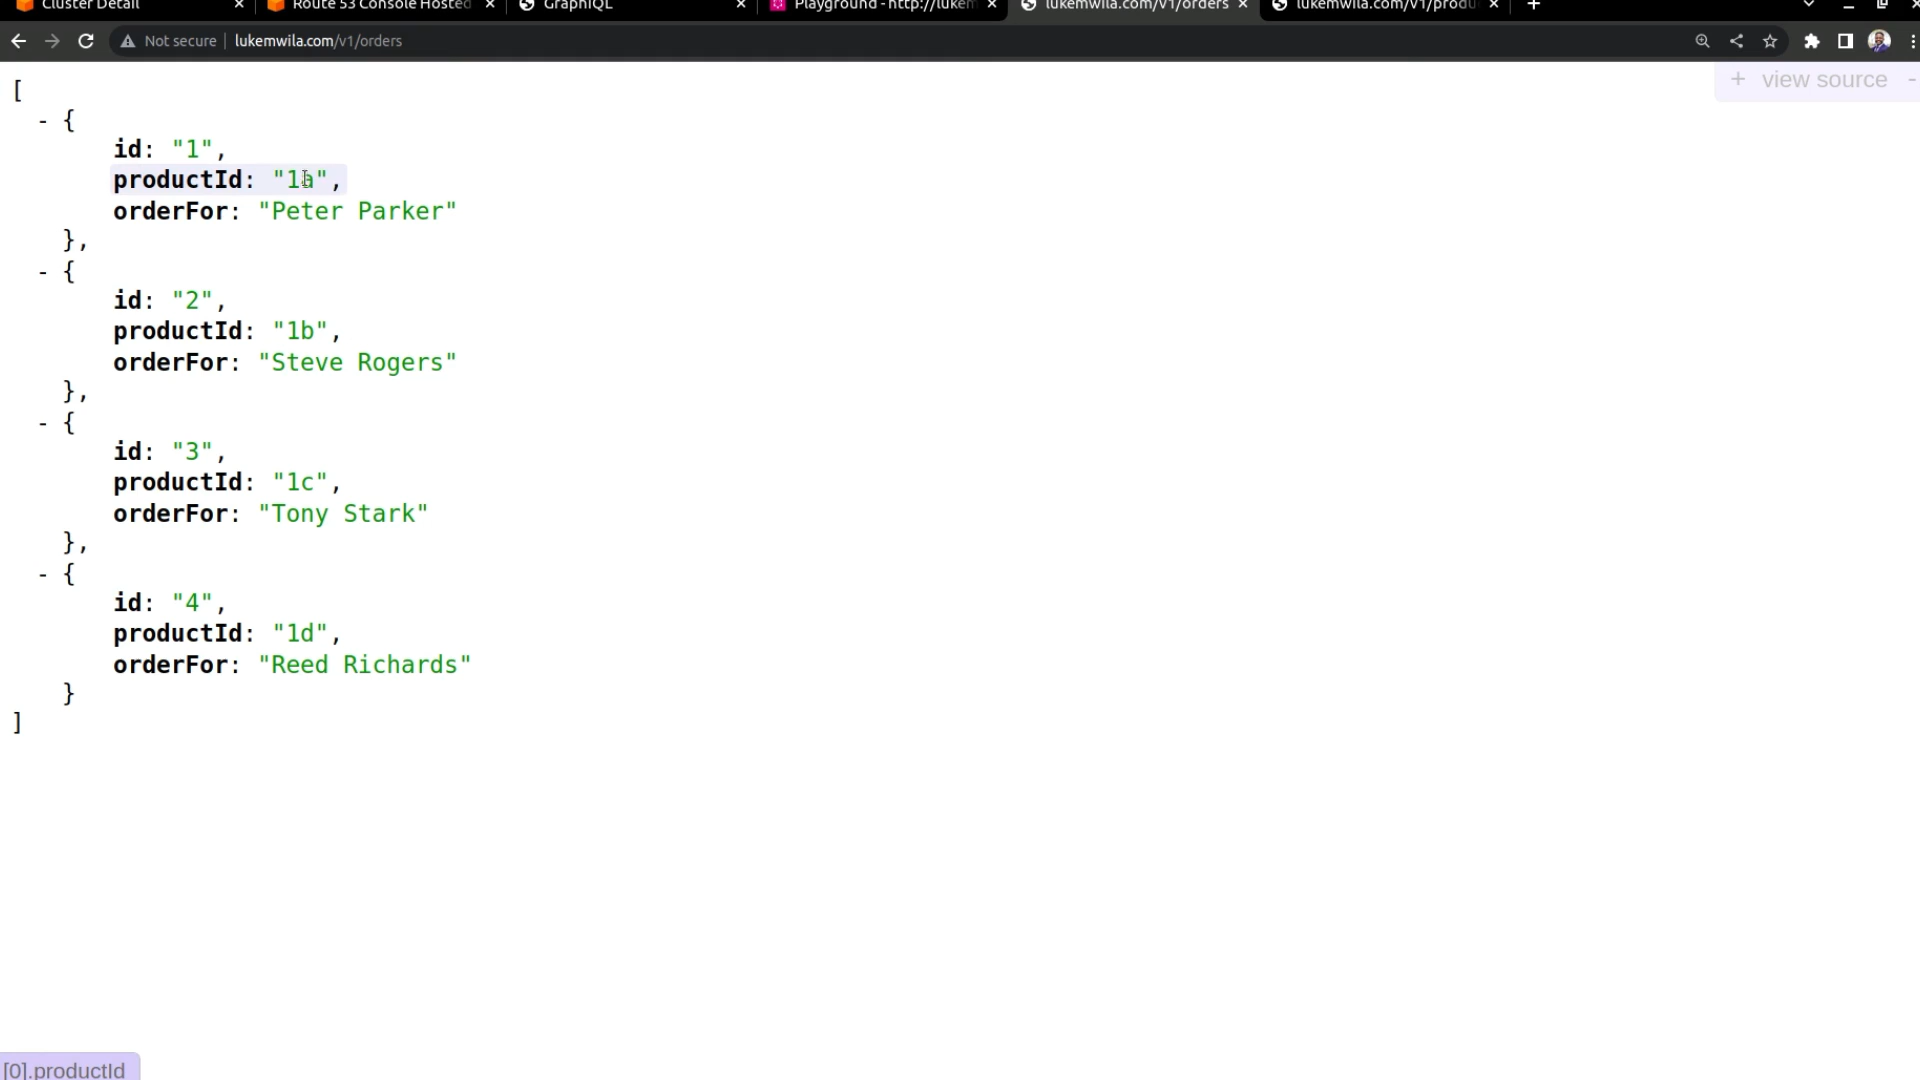 Cluster Detail
Route 53 Console Hosted
GraphiQL
Playground - http://lukem
lukemwila.com/v1/orders
lukemwila.com/v1/produ
Not secure | lukemwila.com/v1/orders
+ view source -
[
- {
id: "1",
productId: "1a",
orderFor: "Peter Parker"
},
- {
id: "2",
productId: "1b",
orderFor: "Steve Rogers"
},
- {
id: "3",
productId: "1c",
orderFor: "Tony Stark"
},
- {
id: "4",
productId: "1d",
orderFor: "Reed Richards"
}
]
[0].productId